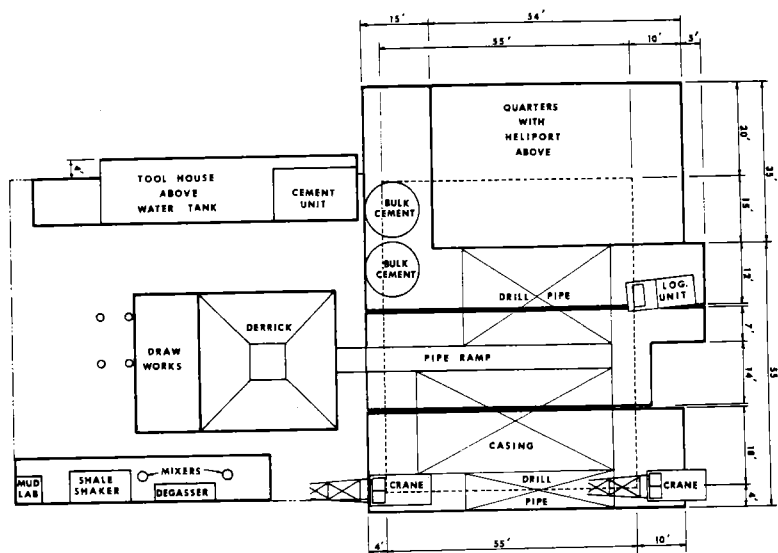 15'
54'
55'
10'
5'
QUARTERS
WITH
HELIPORT
ABOVE
20'
35'
4'
TOOL HOUSE
ABOVE
WATER TANK
CEMENT
UNIT
BULK
CEMENT
15'
BULK
CEMENT
DRILL PIPE
LOG.
UNIT
12'
DERRICK
DRAW
WORKS
PIPE RAMP
7'
14'
55
CASING
18'
MUD
LAB
SHALE
SHAKER
MIXERS
DEGASSER
CRANE
DRILL
PIPE
CRANE
4'
4'
55'
10'